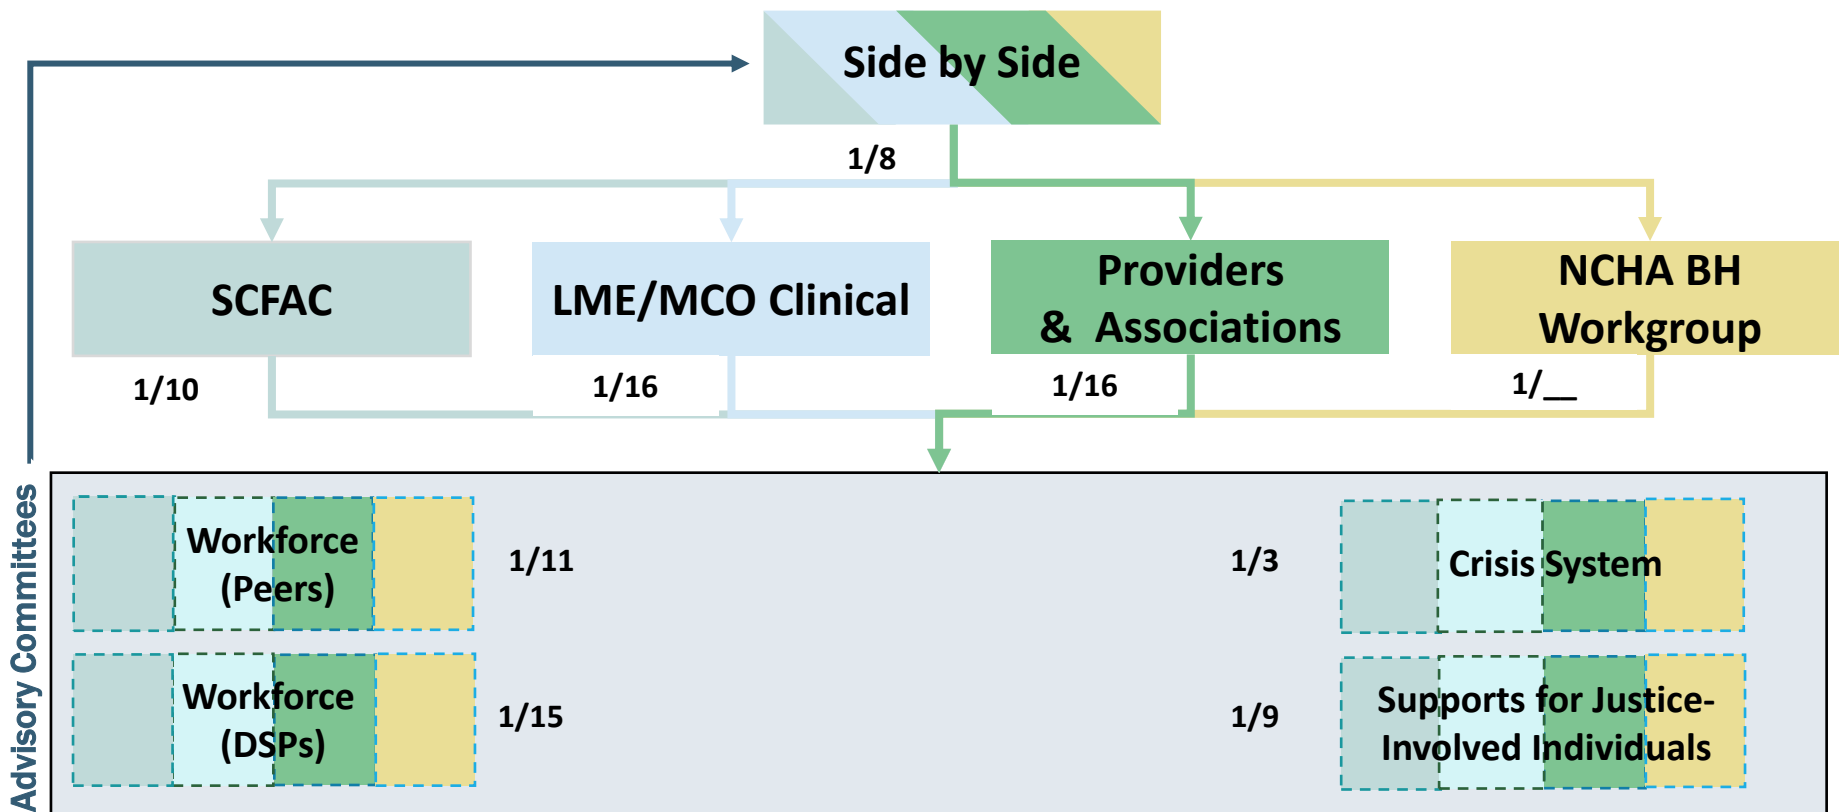 Side by Side
1/8
SCFAC
LME/MCO Clinical
Providers
& Associations
NCHA BH
Workgroup
1/10
1/16
1/16
1/__
Advisory Committees
Workforce
(Peers)
1/11
1/3
Crisis System
Workforce
(DSPs)
1/15
1/9
Supports for Justice-
Involved Individuals